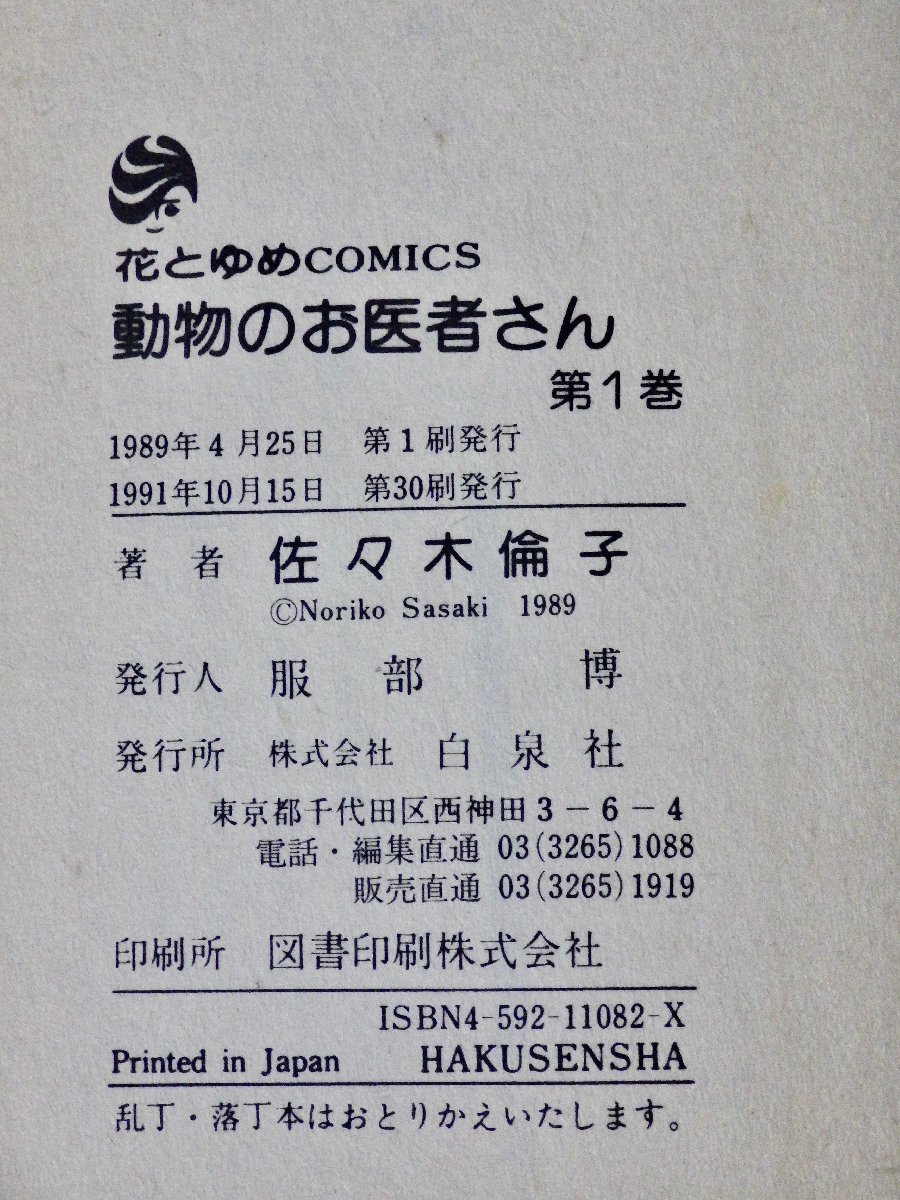 花とゆめCOMICS
動物のお医者さん
第1巻
1989年4月25日 第1刷発行
1991年10月15日 第30刷発行
著者 佐々木倫子
©Noriko Sasaki 1989
発行人 服部 博
発行所 株式会社 白泉社
東京都千代田区西神田3-6-4
電話・編集直通 03(3265)1088
販売直通 03(3265)1919
印刷所 図書印刷株式会社
ISBN4-592-11082-X
Printed in Japan HAKUSENSHA
乱丁・落丁本はおとりかえいたします。